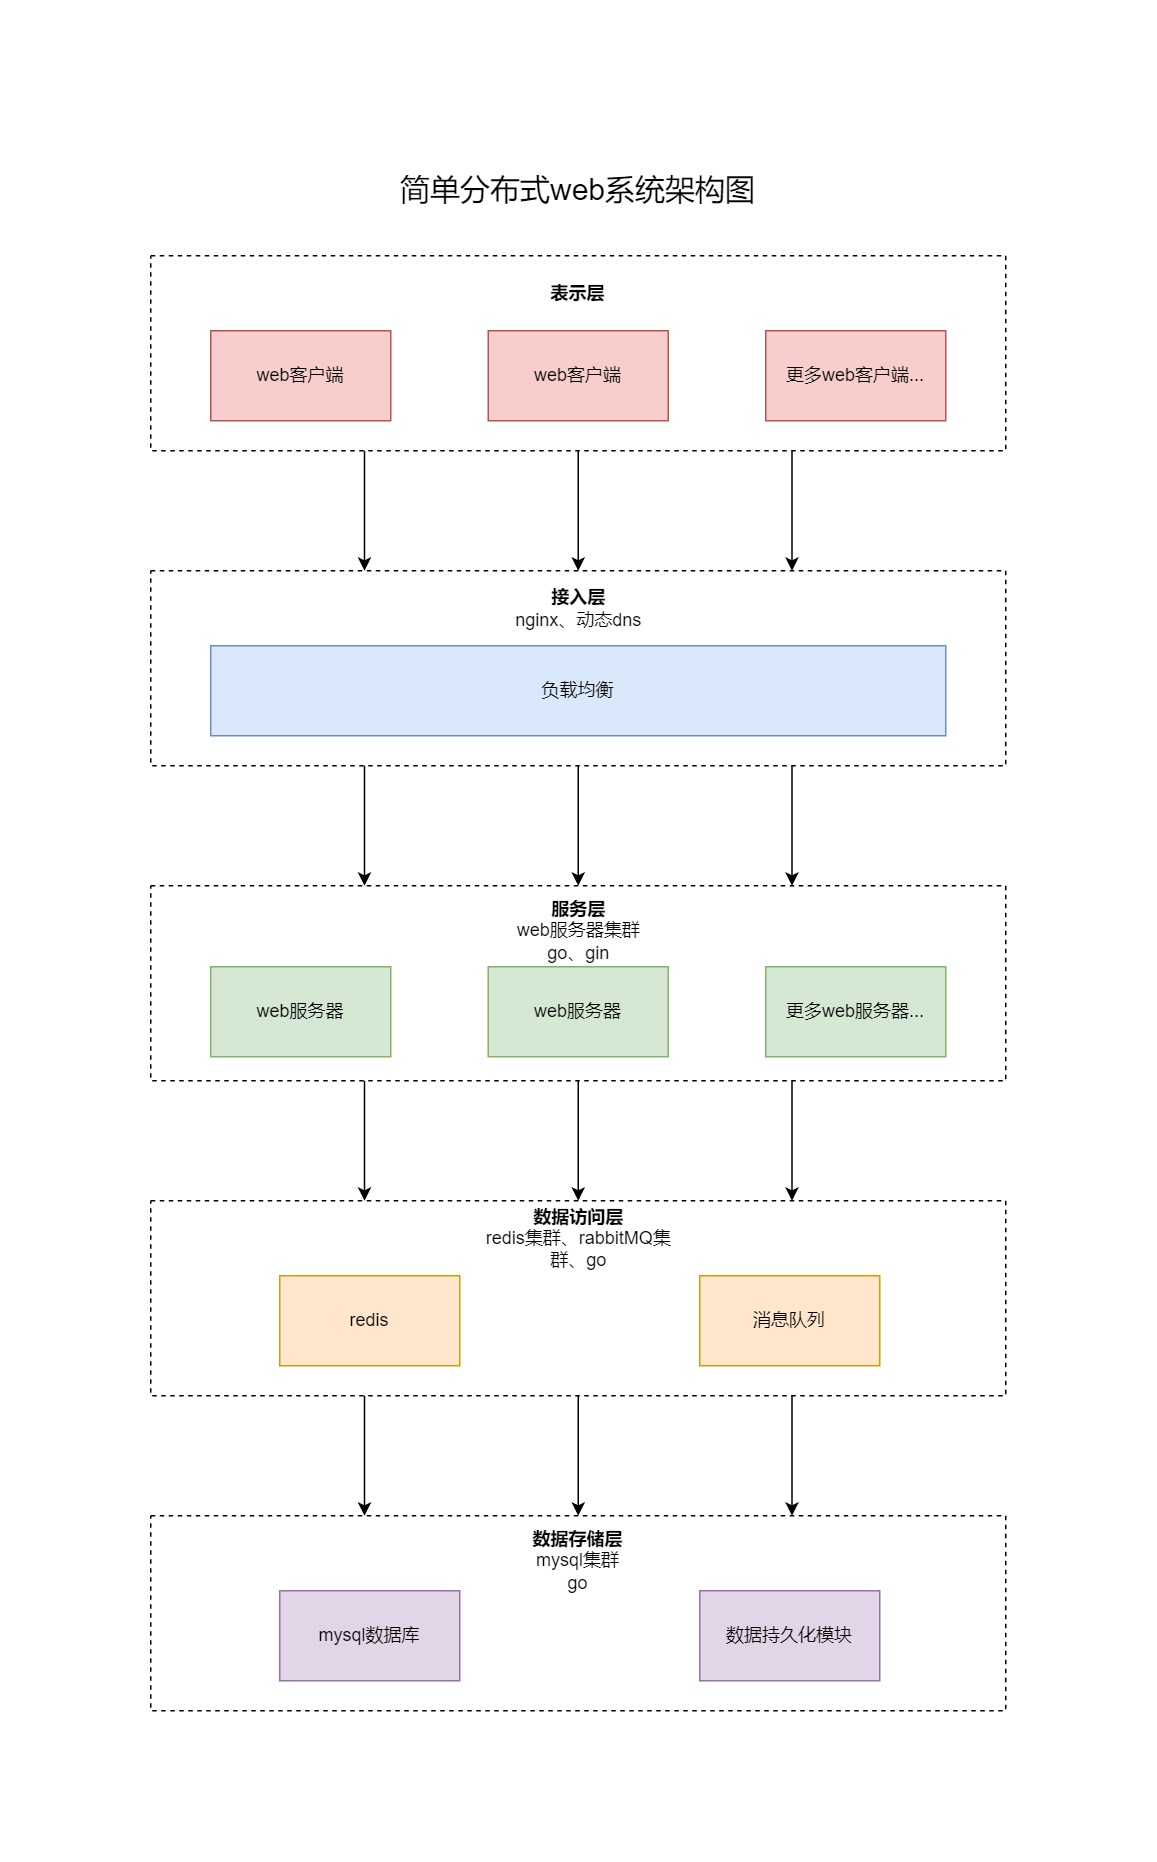 简单分布式web系统架构图
表示层
web客户端
web客户端
更多web客户端...
接入层
nginx、动态dns
负载均衡
服务层
web服务器集群
go、gin
web服务器
web服务器
更多web服务器...
数据访问层
redis集群、rabbitMQ集
群、go
redis
消息队列
数据存储层
mysql集群
go
mysql数据库
数据持久化模块